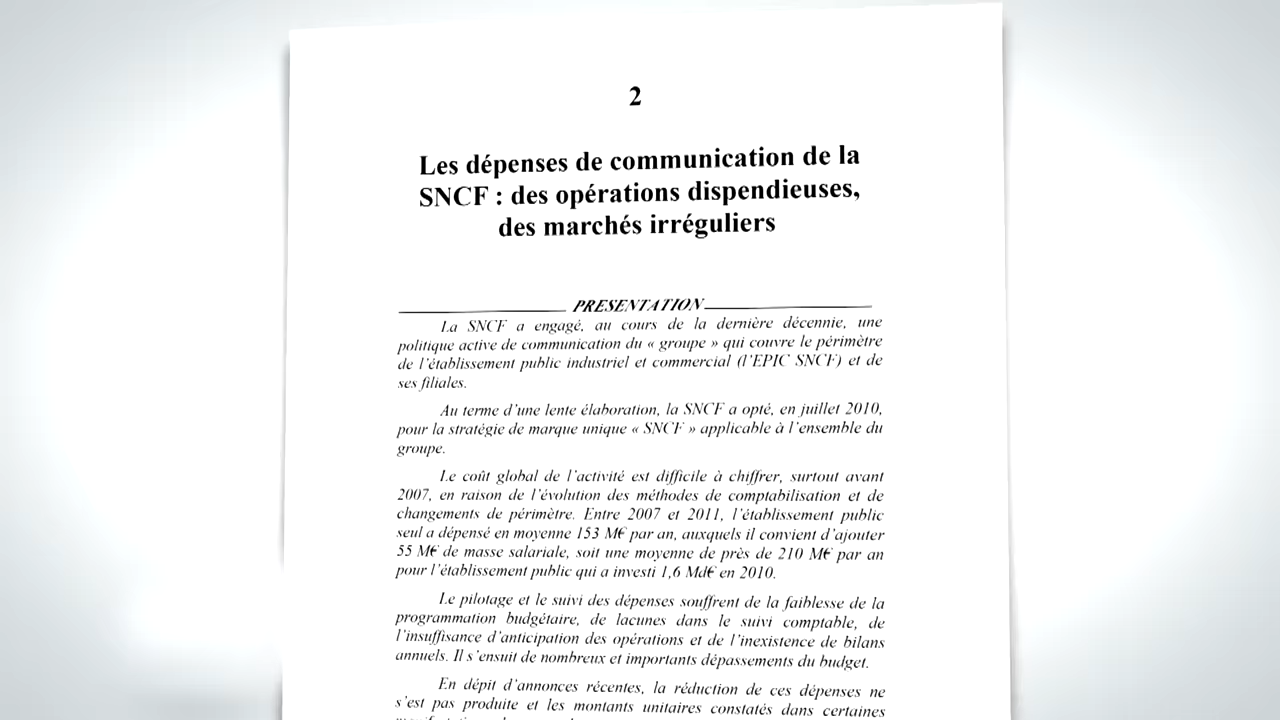 2
Les dépenses de communication de la
SNCF : des opérations dispendieuses,
des marchés irréguliers
PRESENTATION
La SNCF a engagé, au cours de la dernière décennie, une
politique active de communication du « groupe » qui couvre le périmètre
de l'établissement public industriel et commercial (l'EPIC SNCF) et de
ses filiales.
Au terme d'une lente élaboration, la SNCF a opté, en juillet 2010,
pour la stratégie de marque unique « SNCF » applicable à l'ensemble du
groupe.
Le coût global de l'activité est difficile à chiffrer, surtout avant
2007, en raison de l'évolution des méthodes de comptabilisation et de
changements de périmètre. Entre 2007 et 2011, l'établissement public
seul a dépensé en moyenne 153 M€ par an, auxquels il convient d'ajouter
55 M€ de masse salariale, soit une moyenne de près de 210 M€ par an
pour l'établissement public qui a investi 1,6 Md€ en 2010.
Le pilotage et le suivi des dépenses souffrent de la faiblesse de la
programmation budgétaire, de lacunes dans le suivi comptable, de
l'insuffisance d'anticipation des opérations et de l'inexistence de bilans
annuels. Il s'ensuit de nombreux et importants dépassements du budget.
En dépit d'annonces récentes, la réduction de ces dépenses ne
s'est pas produite et les montants unitaires constatés dans certaines